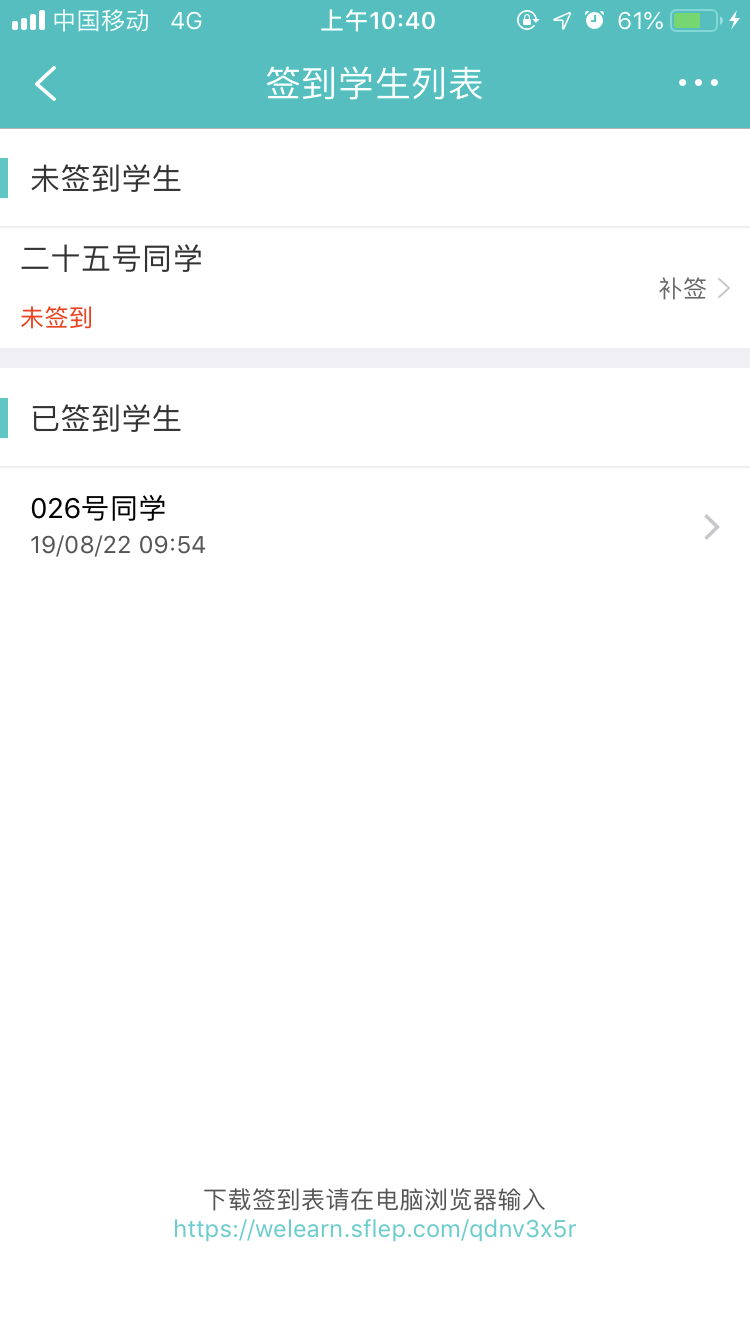 中国移动 4G 上午10:40 61%
签到学生列表
未签到学生
二十五号同学
补签
未签到
已签到学生
026号同学
19/08/22 09:54
下载签到表请在电脑浏览器输入
https://welearn.sflep.com/qdnv3x5r